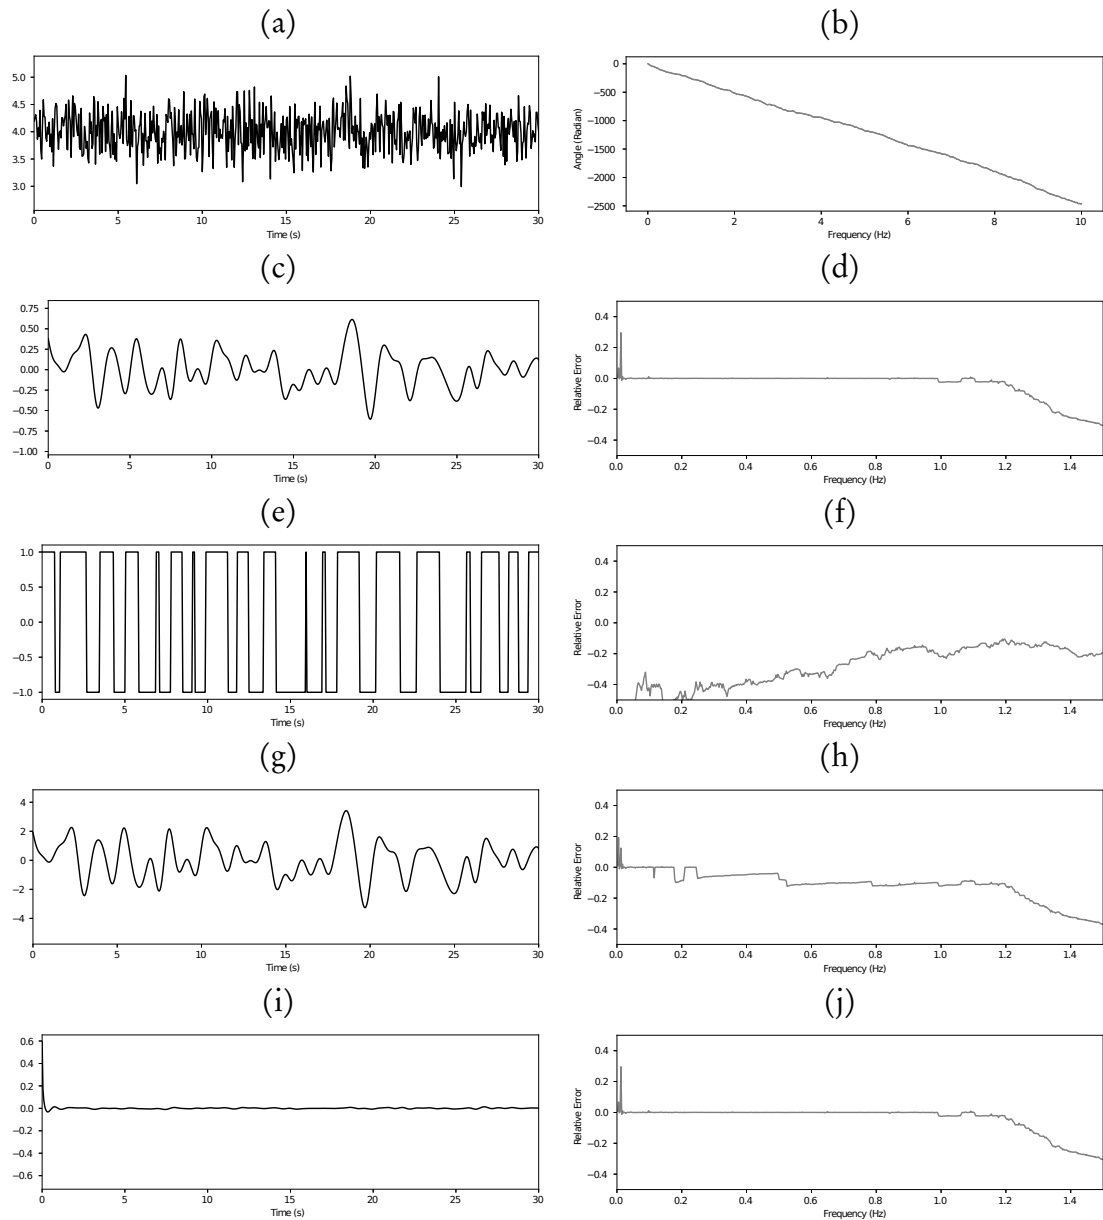 (a)
5.0
4.5
4.0
3.5
3.0
0 5 10 15 20 25 30
Time (s)
(b)
0
−500
−1000
−1500
−2000
−2500
Angle (Radian)
0 2 4 6 8 10
Frequency (Hz)
(c)
0.75
0.50
0.25
0.00
−0.25
−0.50
−0.75
−1.00
0 5 10 15 20 25 30
Time (s)
(d)
0.4
0.2
0.0
−0.2
−0.4
Relative Error
0.0 0.2 0.4 0.6 0.8 1.0 1.2 1.4
Frequency (Hz)
(e)
1.0
0.5
0.0
−0.5
−1.0
0 5 10 15 20 25 30
Time (s)
(f)
0.4
0.2
0.0
−0.2
−0.4
Relative Error
0.0 0.2 0.4 0.6 0.8 1.0 1.2 1.4
Frequency (Hz)
(g)
4
2
0
−2
−4
0 5 10 15 20 25 30
Time (s)
(h)
0.4
0.2
0.0
−0.2
−0.4
Relative Error
0.0 0.2 0.4 0.6 0.8 1.0 1.2 1.4
Frequency (Hz)
(i)
0.6
0.4
0.2
0.0
−0.2
−0.4
−0.6
0 5 10 15 20 25 30
Time (s)
(j)
0.4
0.2
0.0
−0.2
−0.4
Relative Error
0.0 0.2 0.4 0.6 0.8 1.0 1.2 1.4
Frequency (Hz)